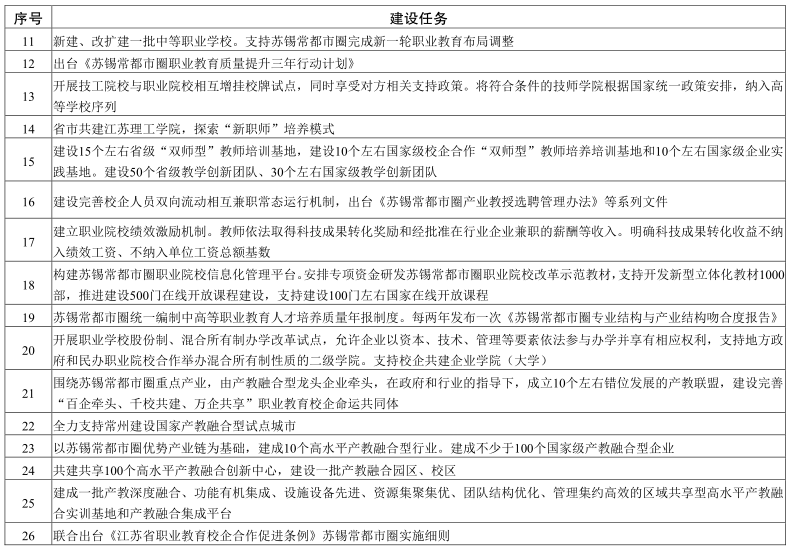 序号 建设任务
11 新建、改扩建一批中等职业学校。支持苏锡常都市圈完成新一轮职业教育布局调整
12 出台《苏锡常都市圈职业教育质量提升三年行动计划》
13 开展技工院校与职业院校相互增挂校牌试点，同时享受对方相关支持政策。将符合条件的技师学院根据国家统一政策安排，纳入高
等学校序列
14 省市共建江苏理工学院，探索“新职师”培养模式
15 建设15个左右省级“双师型”教师培训基地，建设10个左右国家级校企合作“双师型”教师培养培训基地和10个左右国家级企业实
践基地。建设50个省级教学创新团队、30个左右国家级教学创新团队
16 建设完善校企人员双向流动相互兼职常态运行机制，出台《苏锡常都市圈产业教授选聘管理办法》等系列文件
17 建立职业院校绩效激励机制。教师依法取得科技成果转化奖励和经批准在行业企业兼职的薪酬等收入。明确科技成果转化收益不纳
入绩效工资、不纳入单位工资总额基数
18 构建苏锡常都市圈职业院校信息化管理平台。安排专项资金研发苏锡常都市圈职业院校改革示范教材，支持开发新型立体化教材1000
部，推进建设500门在线开放课程建设，支持建设100门左右国家在线开放课程
19 苏锡常都市圈统一编制中高等职业教育人才培养质量年报制度。每两年发布一次《苏锡常都市圈专业结构与产业结构吻合度报告》
20 开展职业学校股份制、混合所有制办学改革试点，允许企业以资本、技术、管理等要素依法参与办学并享有相应权利，支持地方政
府和民办职业院校合作举办混合所有制性质的二级学院。支持校企共建企业学院（大学）
21 围绕苏锡常都市圈重点产业，由产教融合型龙头企业牵头，在政府和行业的指导下，成立10个左右错位发展的产教联盟，建设完善
“百企牵头、千校共建、万企共享”职业教育校企命运共同体
22 全力支持常州建设国家产教融合型试点城市
23 以苏锡常都市圈优势产业链为基础，建成10个高水平产教融合型行业。建成不少于100个国家级产教融合型企业
24 共建共享100个高水平产教融合创新中心，建设一批产教融合园区、校区
25 建成一批产教深度融合、功能有机集成、设施设备先进、资源集聚集优、团队结构优化、管理集约高效的区域共享型高水平产教融
合实训基地和产教融合集成平台
26 联合出台《江苏省职业教育校企合作促进条例》苏锡常都市圈实施细则